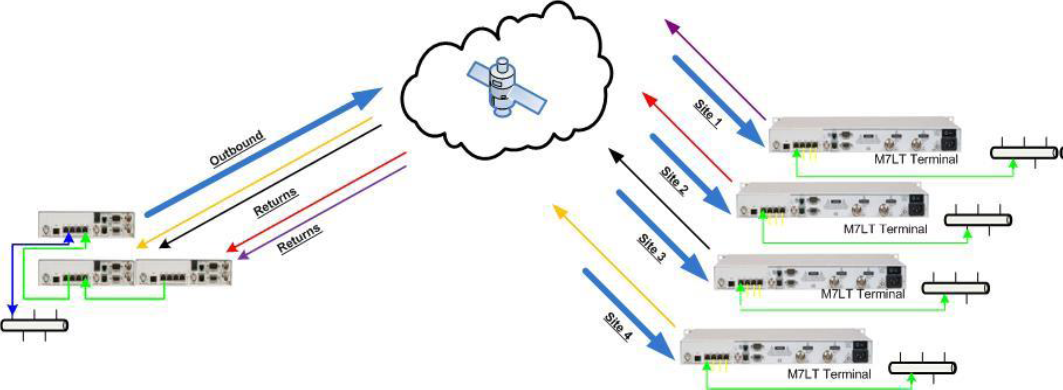 Outbound
Returns
Returns
Site 1
M7LT Terminal
Site 2
M7LT Terminal
Site 3
M7LT Terminal
Site 4
M7LT Terminal